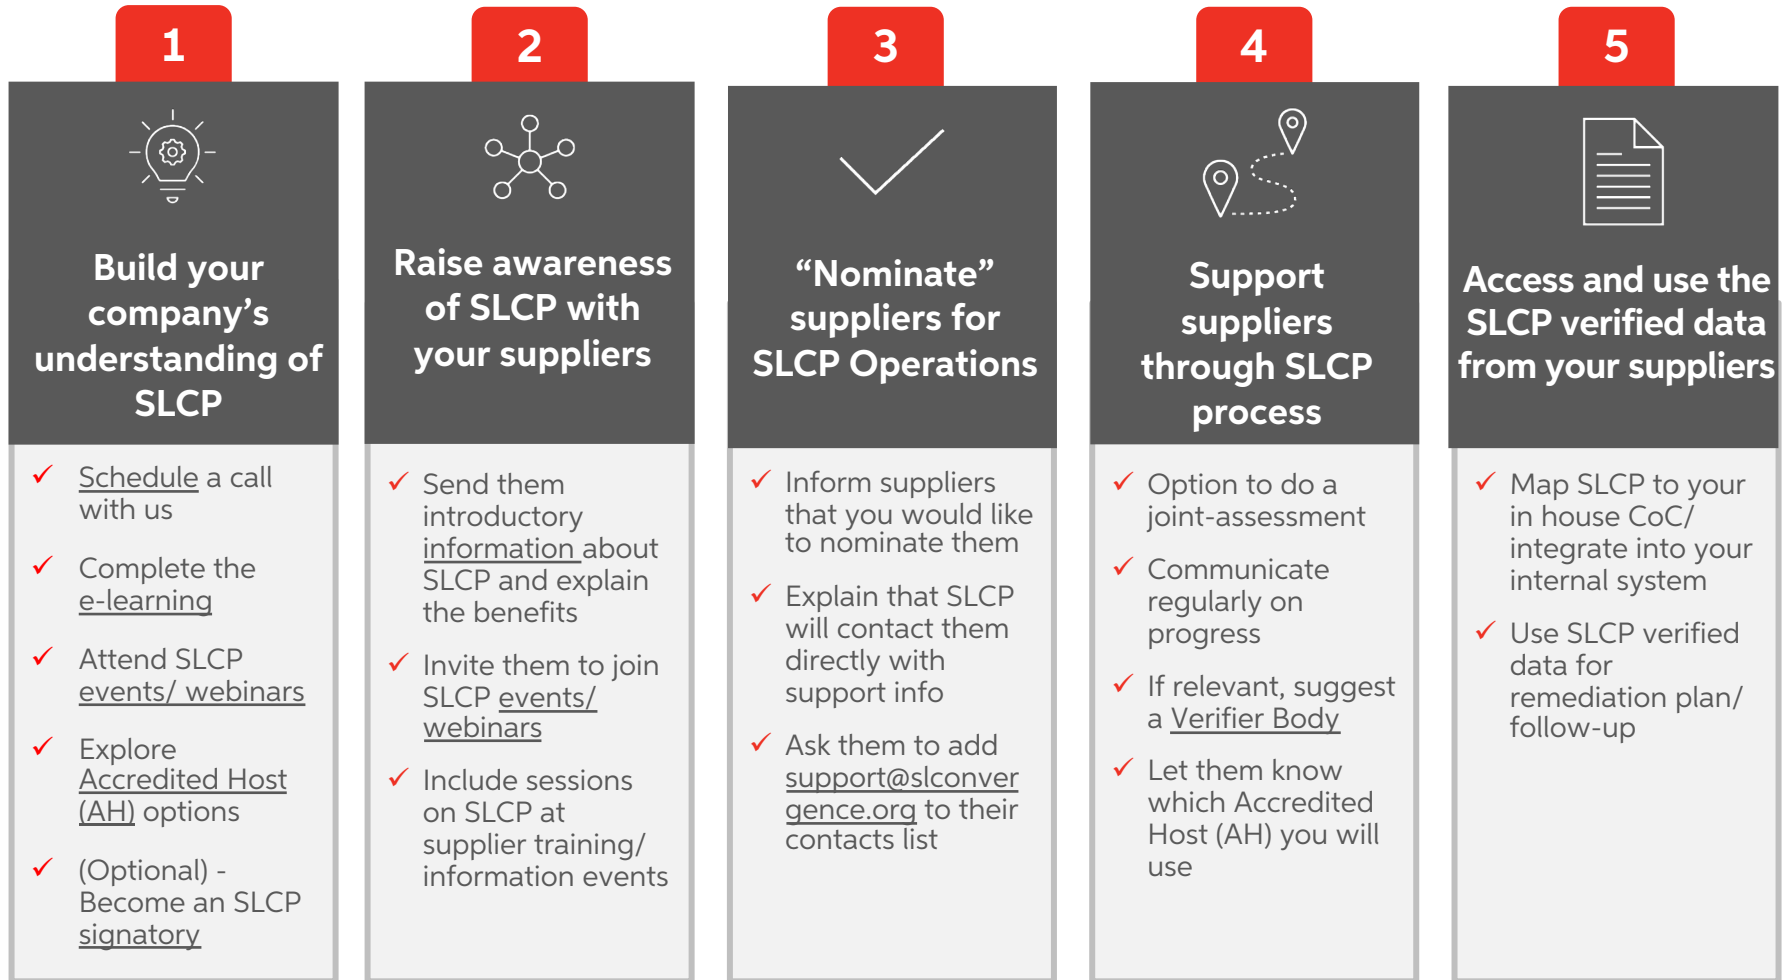 1
Build your
company’s
understanding of
SLCP
✓ Schedule a call
with us
✓ Complete the
e-learning
✓ Attend SLCP
events/ webinars
✓ Explore
Accredited Host
(AH) options
✓ (Optional) -
Become an SLCP
signatory
2
Raise awareness
of SLCP with
your suppliers
✓ Send them
introductory
information about
SLCP and explain
the benefits
✓ Invite them to join
SLCP events/
webinars
✓ Include sessions
on SLCP at
supplier training/
information events
3
“Nominate”
suppliers for
SLCP Operations
✓ Inform suppliers
that you would like
to nominate them
✓ Explain that SLCP
will contact them
directly with
support info
✓ Ask them to add
support@slconver
gence.org to their
contacts list
4
Support
suppliers
through SLCP
process
✓ Option to do a
joint-assessment
✓ Communicate
regularly on
progress
✓ If relevant, suggest
a Verifier Body
✓ Let them know
which Accredited
Host (AH) you will
use
5
Access and use the
SLCP verified data
from your suppliers
✓ Map SLCP to your
in house CoC/
integrate into your
internal system
✓ Use SLCP verified
data for
remediation plan/
follow-up